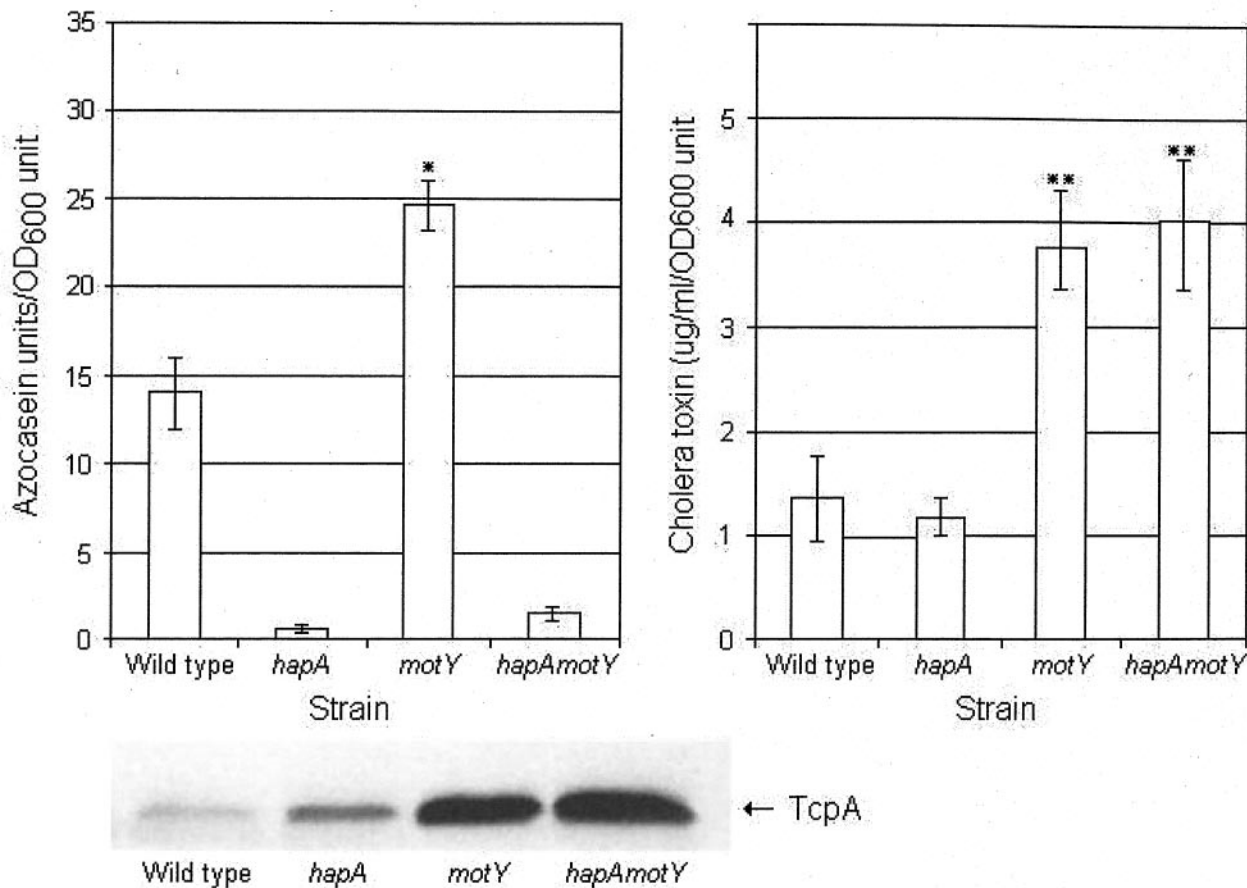 Azocasein units/OD600 unit
35
30
25
20
15
10
5
0
*
Wild type hapA motY hapAmotY
Strain
Cholera toxin (ug/ml/OD600 unit
5
4
3
2
1
0
**
**
Wild type hapA motY hapAmotY
Strain
← TcpA
Wild type hapA motY hapAmotY